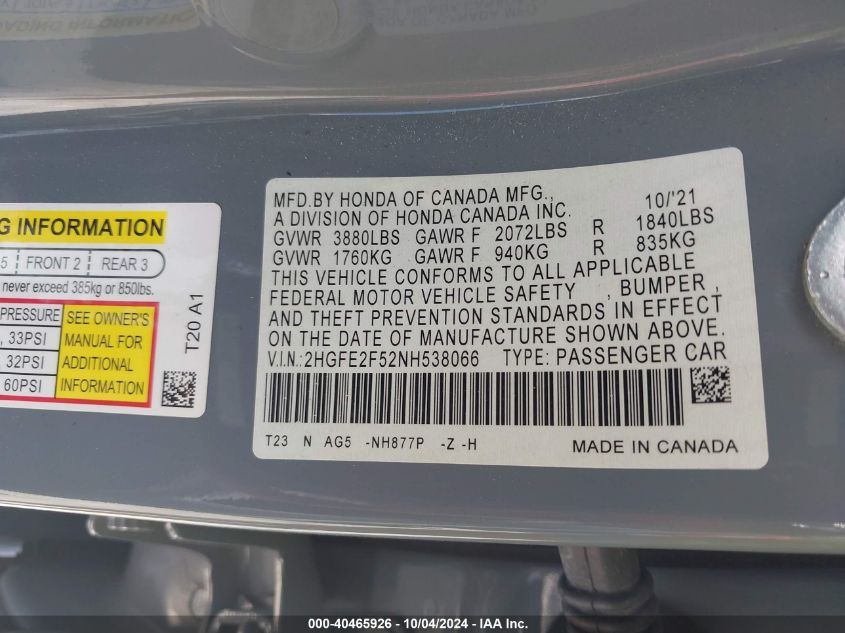 MFD.BY HONDA OF CANADA MFG., 10/'21
A DIVISION OF HONDA CANADA INC.
GVWR 3880LBS GAWR F 2072LBS R 1840LBS
GVWR 1760KG GAWR F 940KG R 835KG
THIS VEHICLE CONFORMS TO ALL APPLICABLE
FEDERAL MOTOR VEHICLE SAFETY , BUMPER ,
AND THEFT PREVENTION STANDARDS IN EFFECT
ON THE DATE OF MANUFACTURE SHOWN ABOVE.
V.I.N.:2HGFE2F52NH538066 TYPE: PASSENGER CAR
T23 N AG5 -NH877P -Z -H MADE IN CANADA
G INFORMATION
5 FRONT 2 REAR 3
never exceed 385kg or 850lbs.
PRESSURE SEE OWNER'S
, 33PSI MANUAL FOR
, 32PSI ADDITIONAL
60PSI INFORMATION
T20 A1
000-40465926 - 10/04/2024 - IAA Inc.